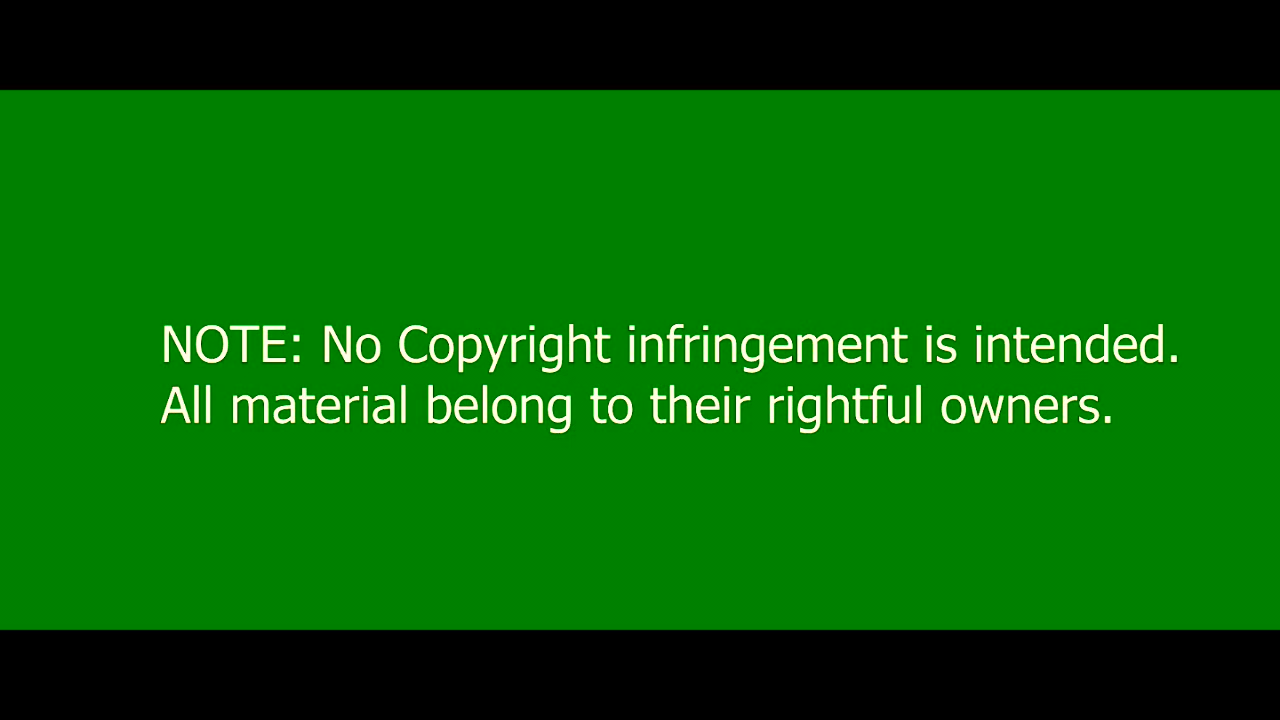 NOTE: No Copyright infringement is intended.
All material belong to their rightful owners.